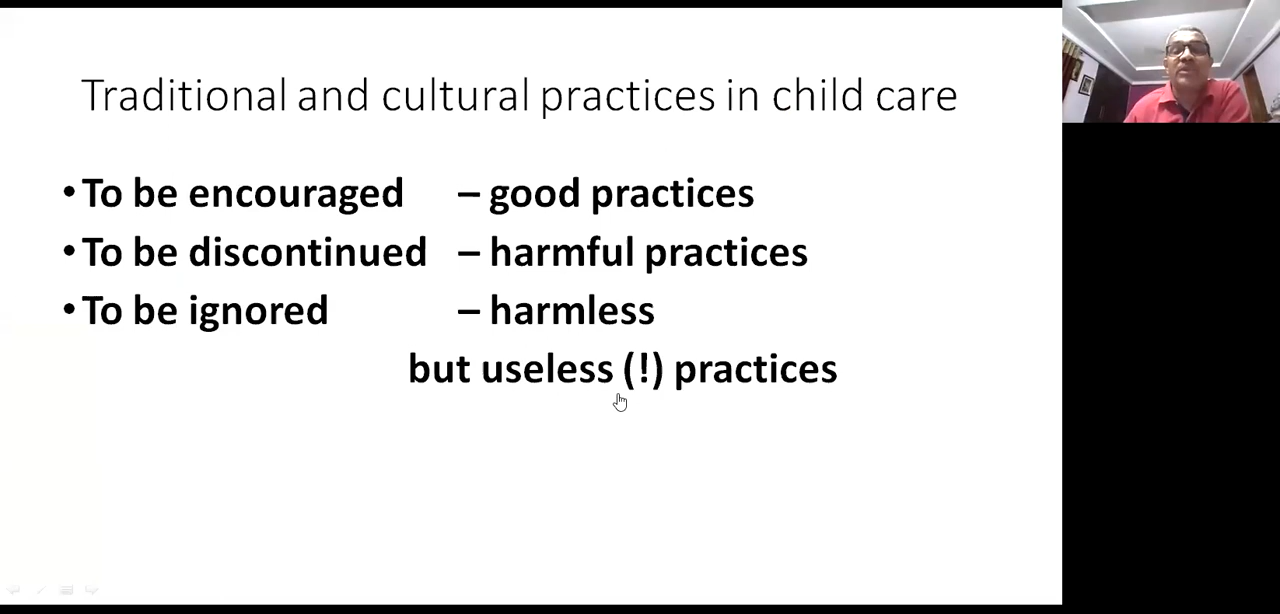 Traditional and cultural practices in child care
• To be encouraged – good practices
• To be discontinued – harmful practices
• To be ignored – harmless
but useless (!) practices